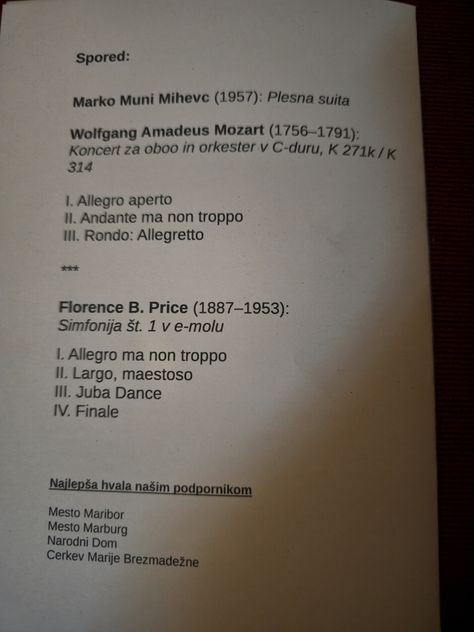 Spored:
Marko Muni Mihevc (1957): Plesna suita
Wolfgang Amadeus Mozart (1756–1791):
Koncert za oboo in orkester v C-duru, K 271k / K
314
I. Allegro aperto
II. Andante ma non troppo
III. Rondo: Allegretto
***
Florence B. Price (1887–1953):
Simfonija št. 1 v e-molu
I. Allegro ma non troppo
II. Largo, maestoso
III. Juba Dance
IV. Finale
Najlepša hvala našim podpornikom
Mesto Maribor
Mesto Marburg
Narodni Dom
Cerkev Marije Brezmadežne